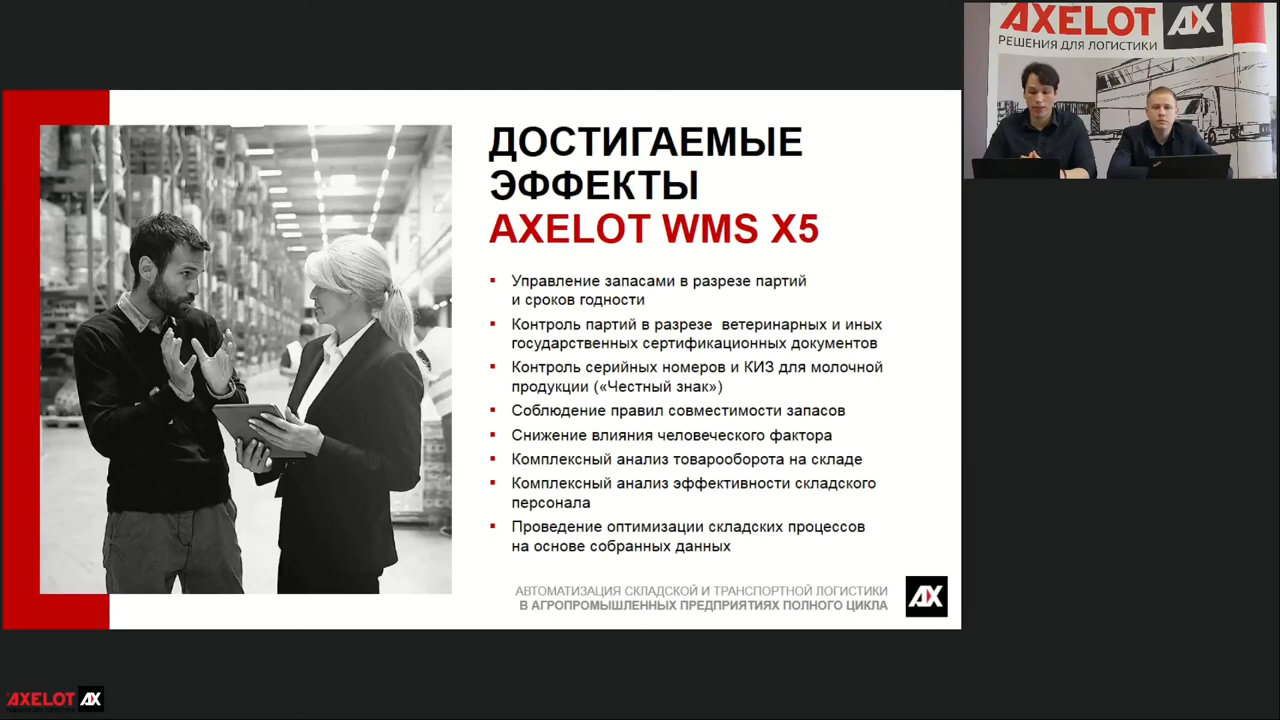 AXELOT AX
РЕШЕНИЯ ДЛЯ ЛОГИСТИКИ
ДОСТИГАЕМЫЕ
ЭФФЕКТЫ
AXELOT WMS X5
▪ Управление запасами в разрезе партий
и сроков годности
▪ Контроль партий в разрезе ветеринарных и иных
государственных сертификационных документов
▪ Контроль серийных номеров и КИЗ для молочной
продукции («Честный знак»)
▪ Соблюдение правил совместимости запасов
▪ Снижение влияния человеческого фактора
▪ Комплексный анализ товарооборота на складе
▪ Комплексный анализ эффективности складского
персонала
▪ Проведение оптимизации складских процессов
на основе собранных данных
АВТОМАТИЗАЦИЯ СКЛАДСКОЙ И ТРАНСПОРТНОЙ ЛОГИСТИКИ
В АГРОПРОМЫШЛЕННЫХ ПРЕДПРИЯТИЯХ ПОЛНОГО ЦИКЛА
AX
AXELOT AX